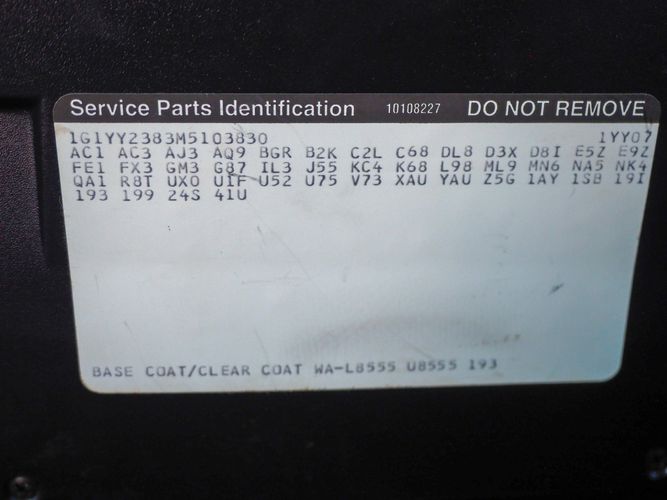 Service Parts Identification 10108227 DO NOT REMOVE
1G1YY2383M5103830 1YY07
AC1 AC3 AJ3 AQ9 BGR B2K C2L C68 DL8 D3X D8I E5Z E9Z
FE1 FX3 GM3 G87 IL3 J55 KC4 K68 L98 ML9 MN6 NA5 NK4
QA1 R8T UX0 U1F U52 U75 V73 XAU YAU Z5G 1AY 1SB 19I
193 199 24S 41U
BASE COAT/CLEAR COAT WA-L8555 U8555 193